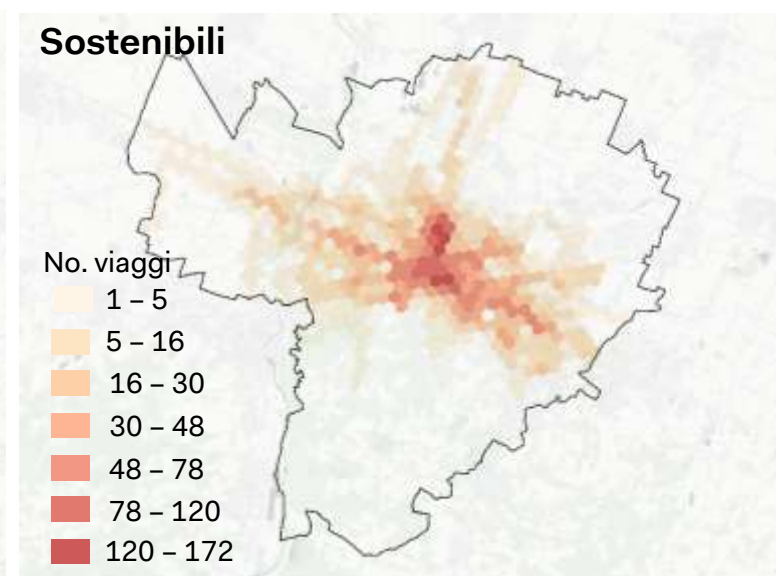 Sostenibili
No. viaggi
1 – 5
5 – 16
16 – 30
30 – 48
48 – 78
78 – 120
120 – 172